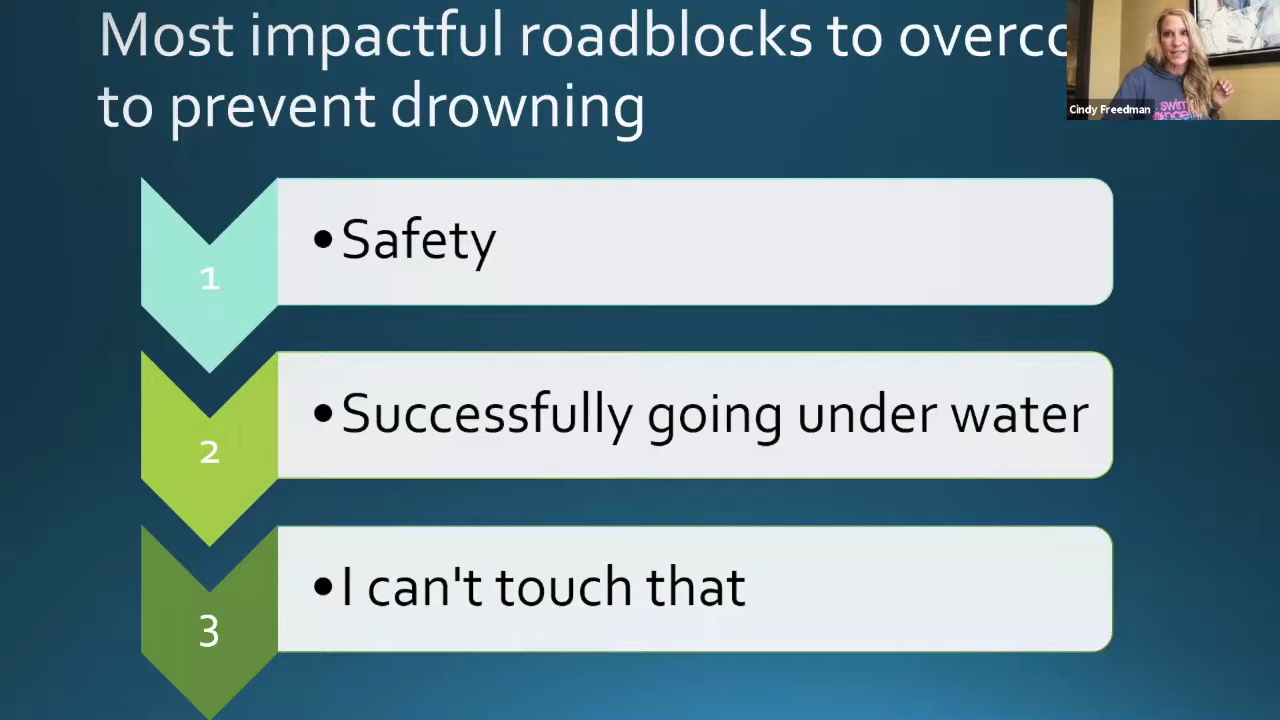 Most impactful roadblocks to overco
to prevent drowning
Cindy Freedman
swim
1
•Safety
2
•Successfully going under water
3
•I can't touch that